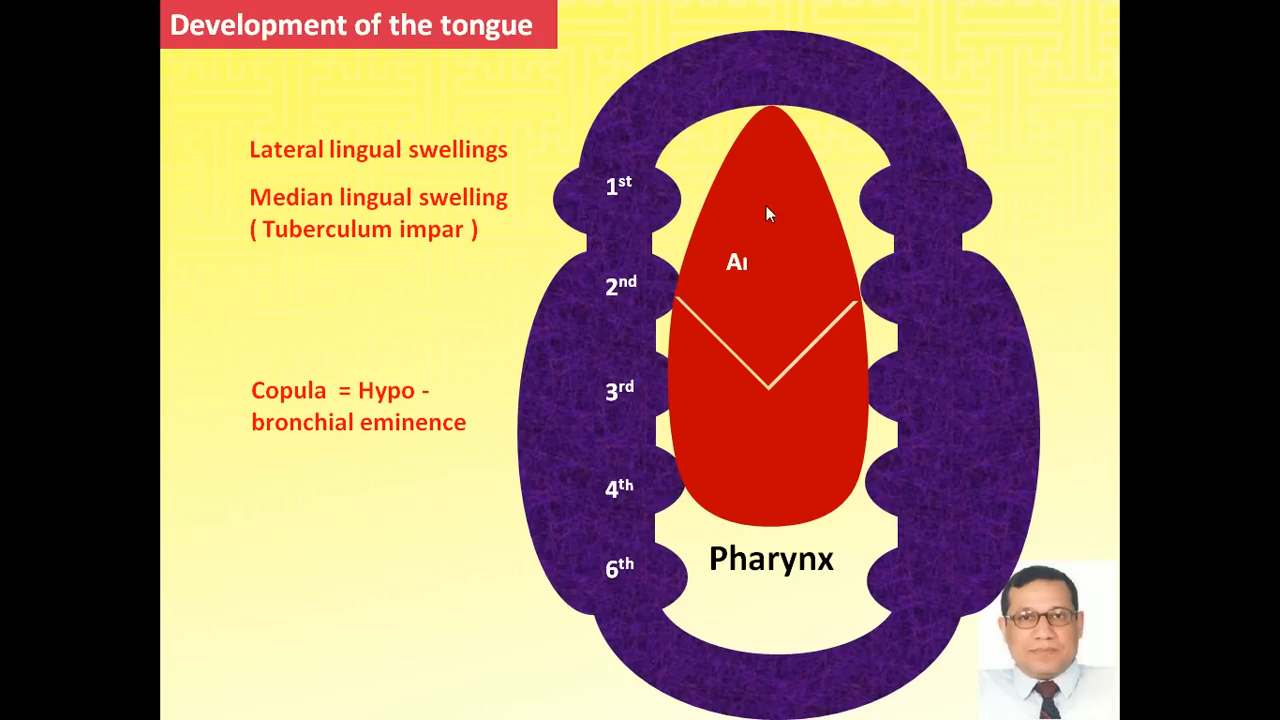 Development of the tongue
Lateral lingual swellings
Median lingual swelling
( Tuberculum impar )
Copula = Hypo -
bronchial eminence
1st
2nd
3rd
4th
6th
Pharynx